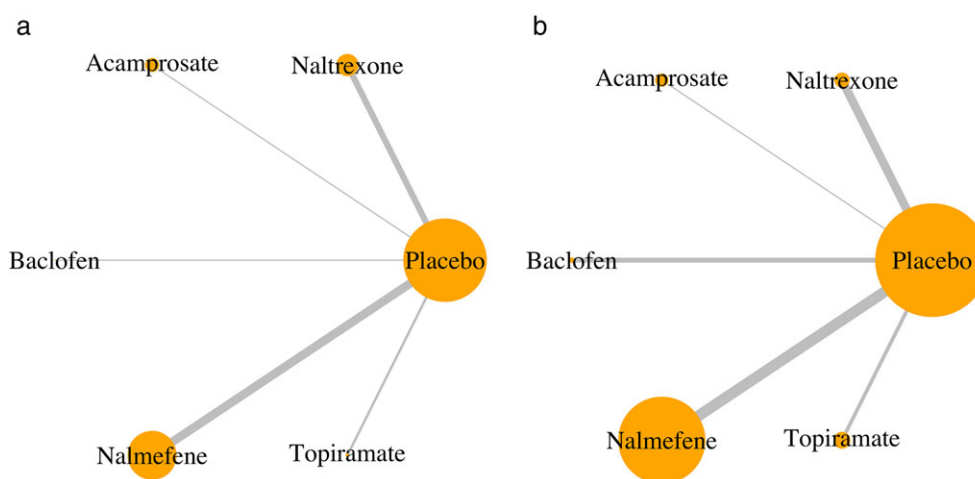 a
Acamprosate
Naltrexone
Baclofen
Placebo
Nalmefene
Topiramate
b
Acamprosate
Naltrexone
Baclofen
Placebo
Nalmefene
Topiramate